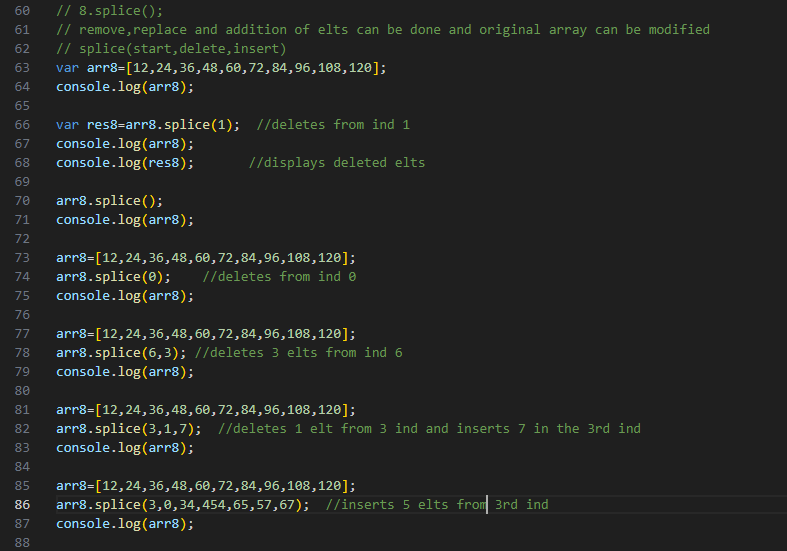 60 // 8.splice();
61 // remove,replace and addition of elts can be done and original array can be modified
62 // splice(start,delete,insert)
63 var arr8=[12,24,36,48,60,72,84,96,108,120];
64 console.log(arr8);
65
66 var res8=arr8.splice(1);  //deletes from ind 1
67 console.log(arr8);
68 console.log(res8);       //displays deleted elts
69
70 arr8.splice();
71 console.log(arr8);
72
73 arr8=[12,24,36,48,60,72,84,96,108,120];
74 arr8.splice(0);    //deletes from ind 0
75 console.log(arr8);
76
77 arr8=[12,24,36,48,60,72,84,96,108,120];
78 arr8.splice(6,3); //deletes 3 elts from ind 6
79 console.log(arr8);
80
81 arr8=[12,24,36,48,60,72,84,96,108,120];
82 arr8.splice(3,1,7);  //deletes 1 elt from 3 ind and inserts 7 in the 3rd ind
83 console.log(arr8);
84
85 arr8=[12,24,36,48,60,72,84,96,108,120];
86 arr8.splice(3,0,34,454,65,57,67);  //inserts 5 elts from 3rd ind
87 console.log(arr8);
88